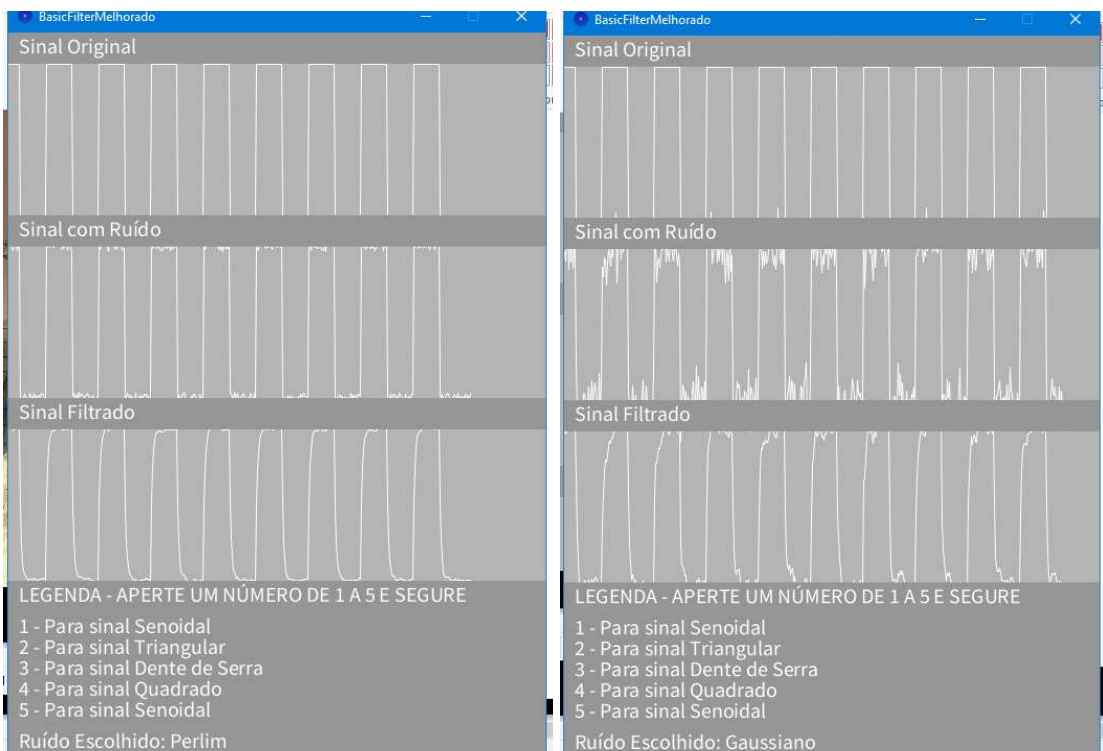 BasicFilterMelhorado
Sinal Original
Sinal com Ruído
Sinal Filtrado
LEGENDA - APERTE UM NÚMERO DE 1 A 5 E SEGURE
1 - Para sinal Senoidal
2 - Para sinal Triangular
3 - Para sinal Dente de Serra
4 - Para sinal Quadrado
5 - Para sinal Senoidal
Ruído Escolhido: Perlim
BasicFilterMelhorado
Sinal Original
Sinal com Ruído
Sinal Filtrado
LEGENDA - APERTE UM NÚMERO DE 1 A 5 E SEGURE
1 - Para sinal Senoidal
2 - Para sinal Triangular
3 - Para sinal Dente de Serra
4 - Para sinal Quadrado
5 - Para sinal Senoidal
Ruído Escolhido: Gaussiano